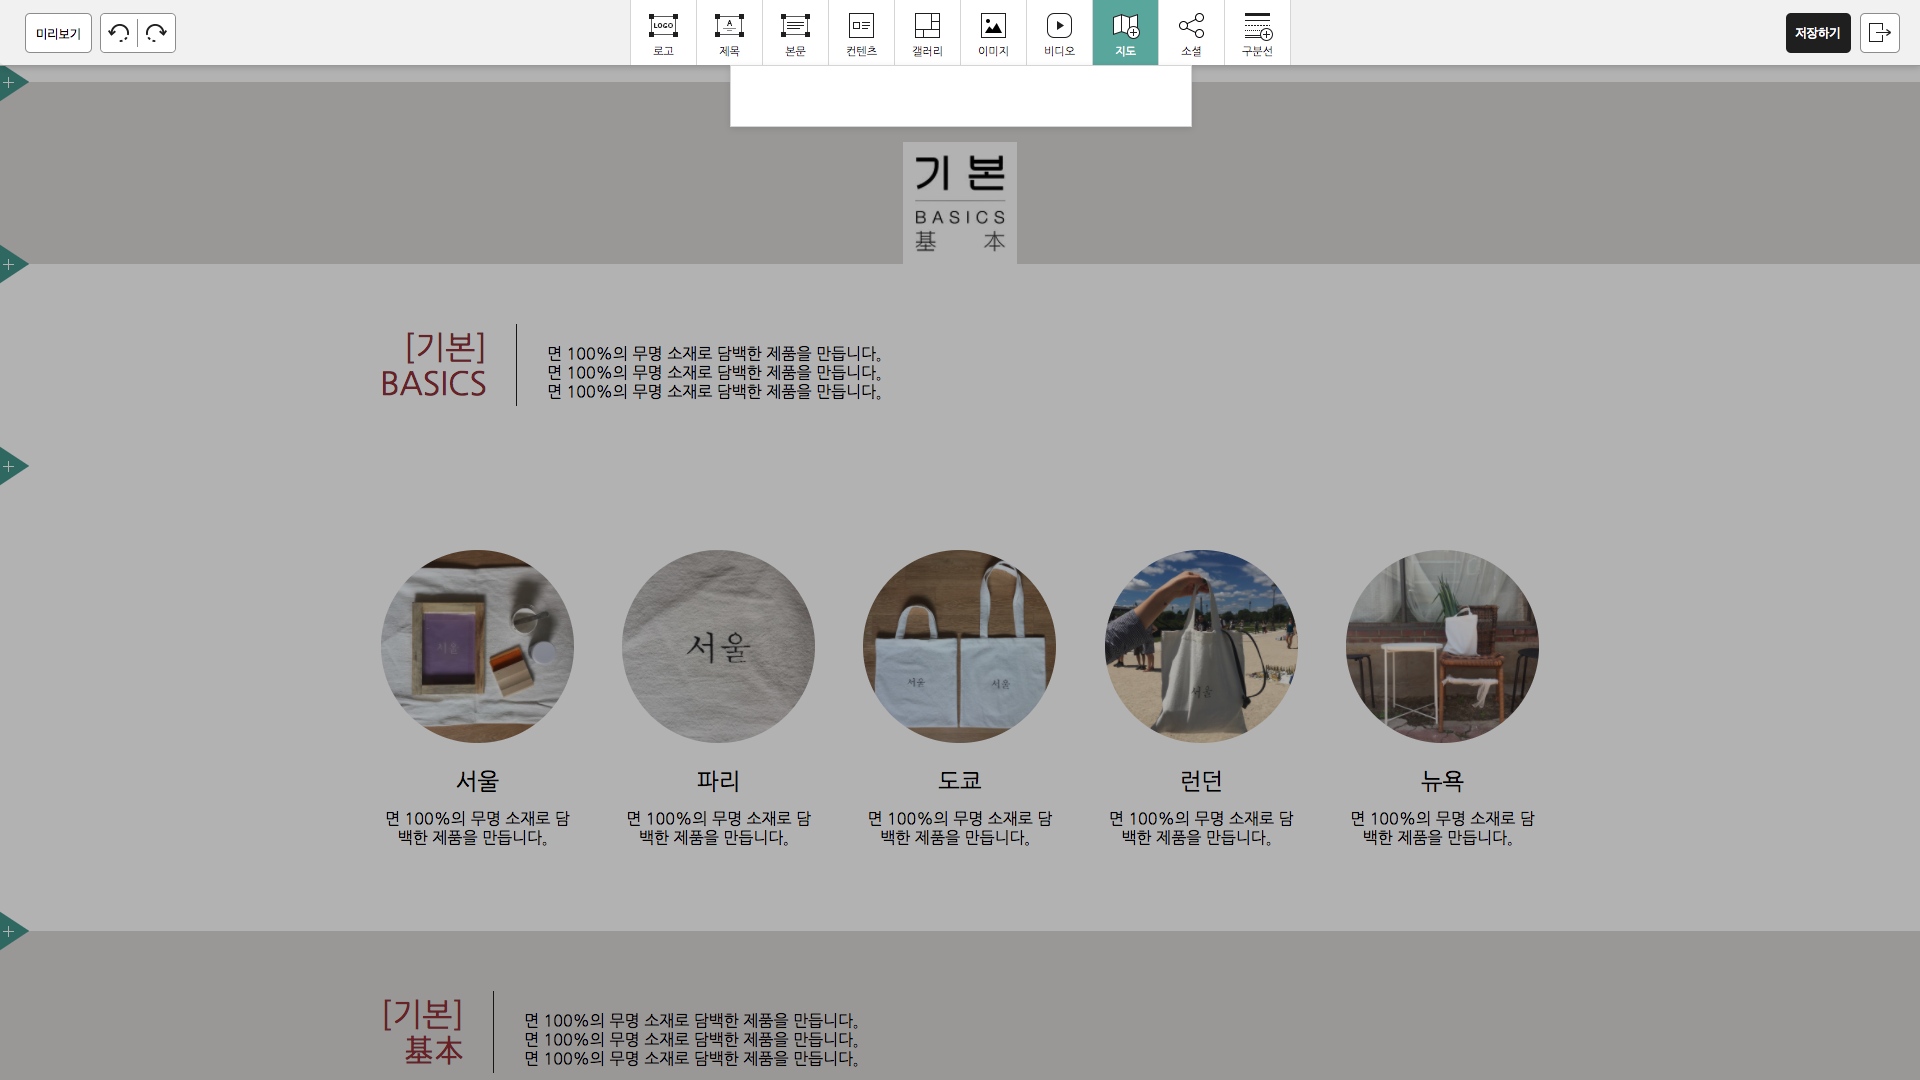 미리보기
LOGO
로고
A
제목
본문
컨텐츠
갤러리
이미지
비디오
지도
소셜
구분선
저장하기
기본
BASICS
基本
[기본]
BASICS
면 100%의 무명 소재로 담백한 제품을 만듭니다.
면 100%의 무명 소재로 담백한 제품을 만듭니다.
면 100%의 무명 소재로 담백한 제품을 만듭니다.
서울
서울
서울
서울
서울
서울
파리
도쿄
런던
뉴욕
면 100%의 무명 소재로 담
백한 제품을 만듭니다.
면 100%의 무명 소재로 담
백한 제품을 만듭니다.
면 100%의 무명 소재로 담
백한 제품을 만듭니다.
면 100%의 무명 소재로 담
백한 제품을 만듭니다.
면 100%의 무명 소재로 담
백한 제품을 만듭니다.
[기본]
基本
면 100%의 무명 소재로 담백한 제품을 만듭니다.
면 100%의 무명 소재로 담백한 제품을 만듭니다.
면 100%의 무명 소재로 담백한 제품을 만듭니다.